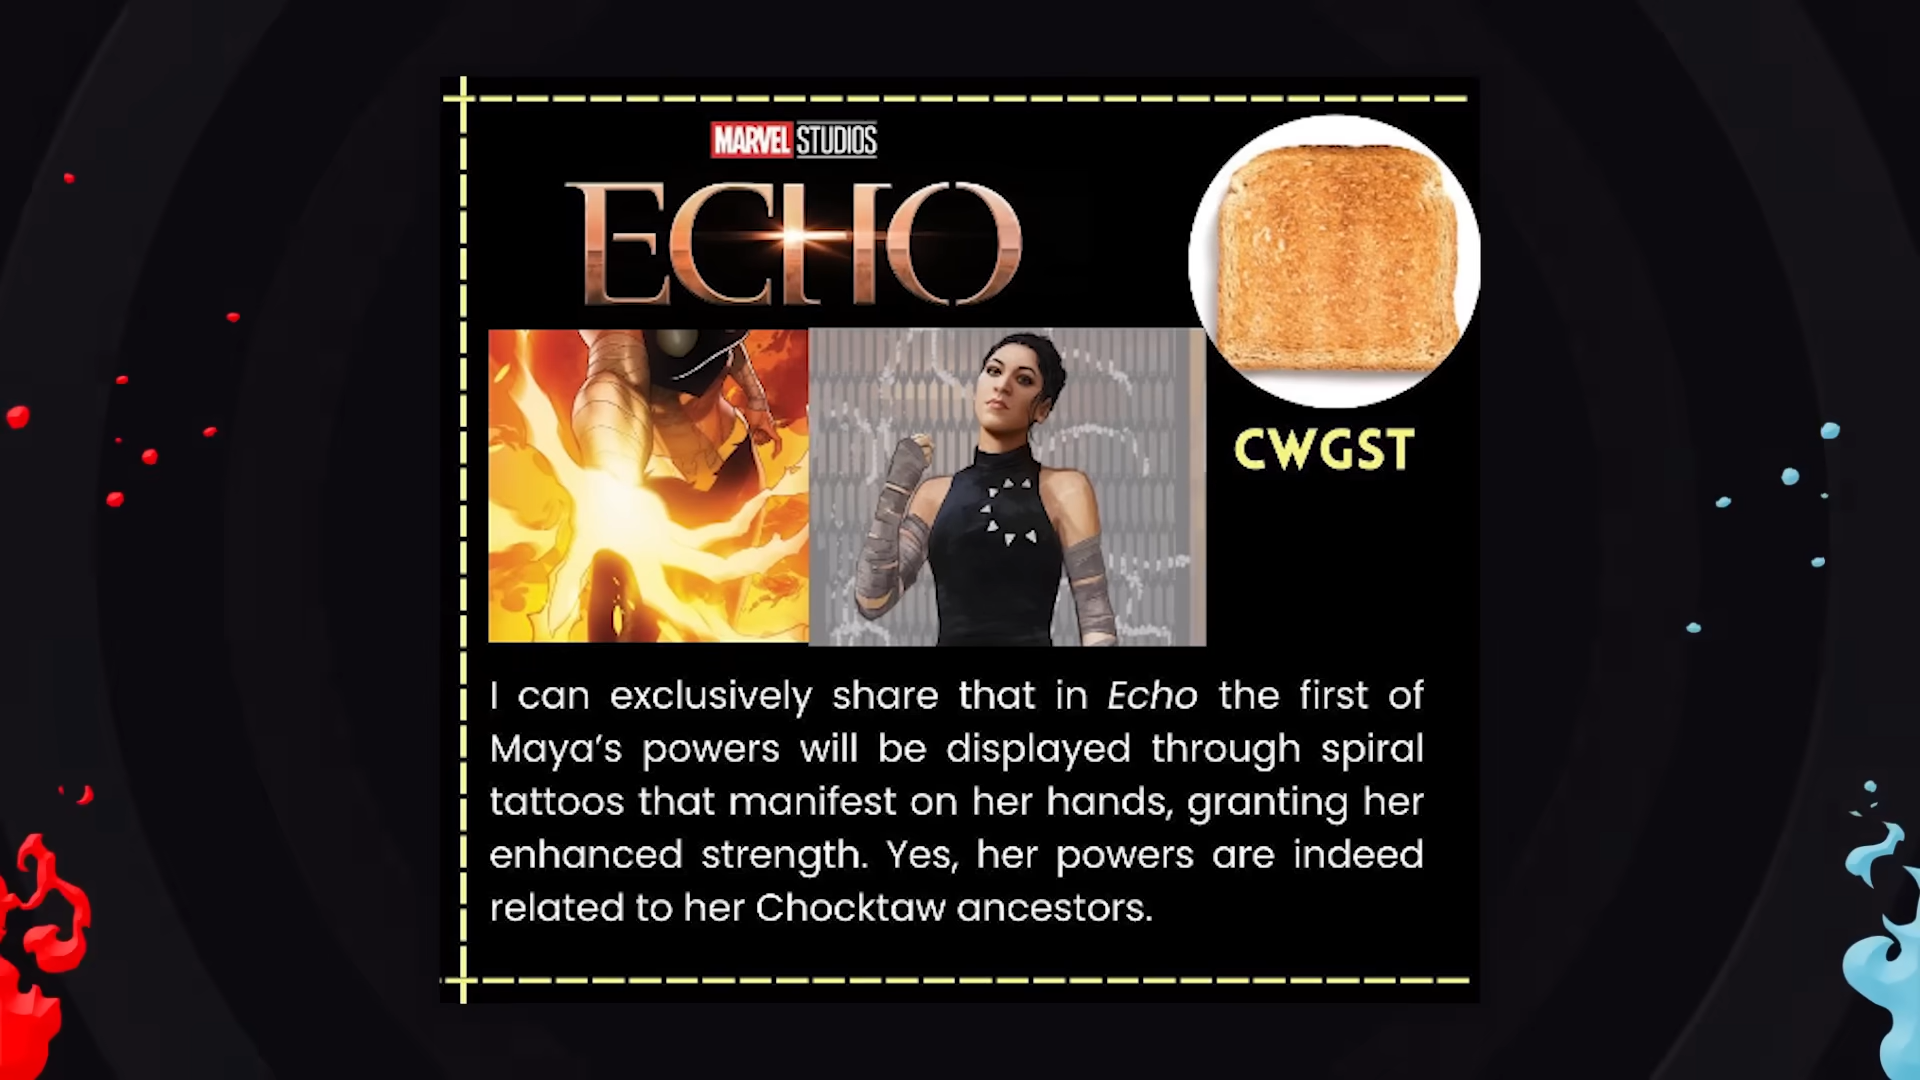 MARVEL STUDIOS
ECHO
CWGST
I can exclusively share that in Echo the first of
Maya's powers will be displayed through spiral
tattoos that manifest on her hands, granting her
enhanced strength. Yes, her powers are indeed
related to her Chocktaw ancestors.